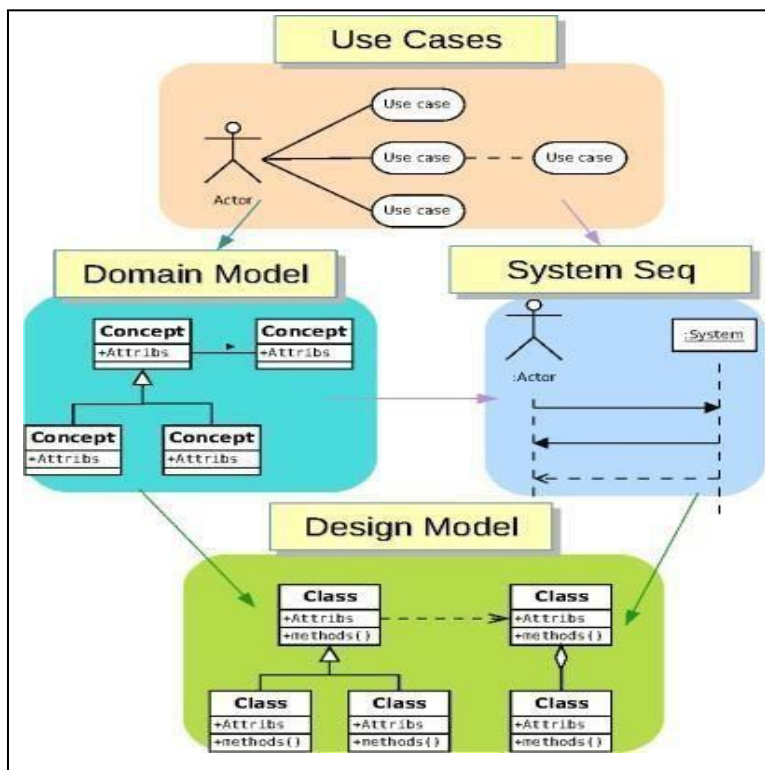 Use Cases
Use case
Use case
Use case
Actor
Use case
Domain Model
System Seq
Concept
+Attribs
Concept
+Attribs
Concept
+Attribs
Concept
+Attribs
:Actor
:System
Design Model
Class
+Attribs
+methods()
Class
+Attribs
+methods()
Class
+Attribs
+methods()
Class
+Attribs
+methods()
Class
+Attribs
+methods()